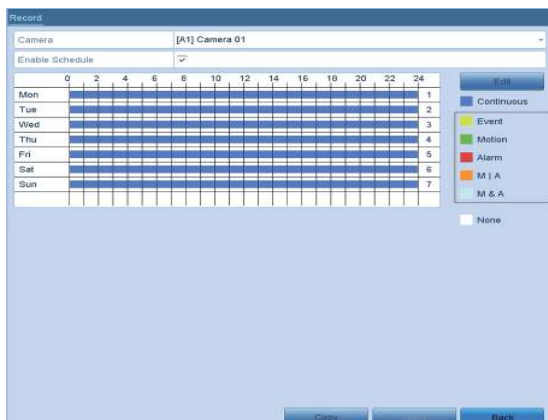 Record
Camera [A1] Camera 01
Enable Schedule
0 2 4 6 8 10 12 14 16 18 20 22 24
Edit
Mon 1
Continuous
Tue 2
Event
Wed 3
Motion
Thu 4
Alarm
Fri 5
M | A
Sat 6
M & A
Sun 7
None
Copy
Back